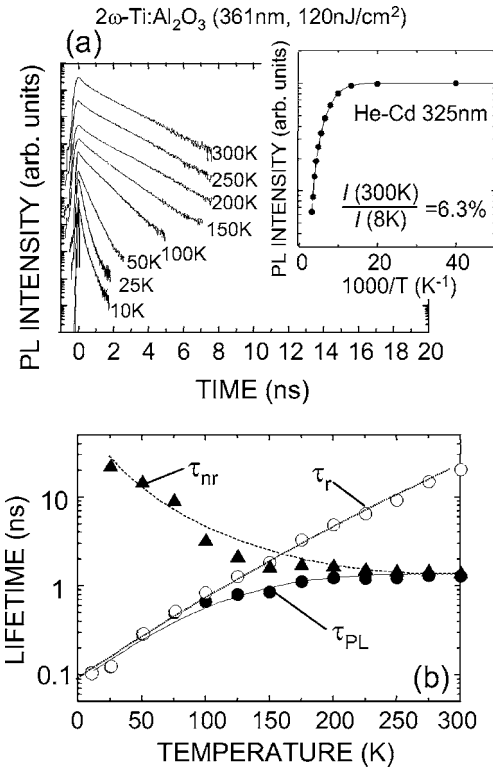 2ω-Ti:Al₂O₃ (361nm, 120nJ/cm²)
(a)
PL INTENSITY (arb. units)
300K
250K
200K
150K
100K
50K
25K
10K
0 2 4 6 8 10 12 14 16 18 20
TIME (ns)
PL INTENSITY (arb. units)
He-Cd 325nm
I (300K)
I (8K)
=6.3%
0 20 40
1000/T (K⁻¹)
LIFETIME (ns)
10
1
0.1
τnr
τr
τPL
(b)
0 50 100 150 200 250 300
TEMPERATURE (K)